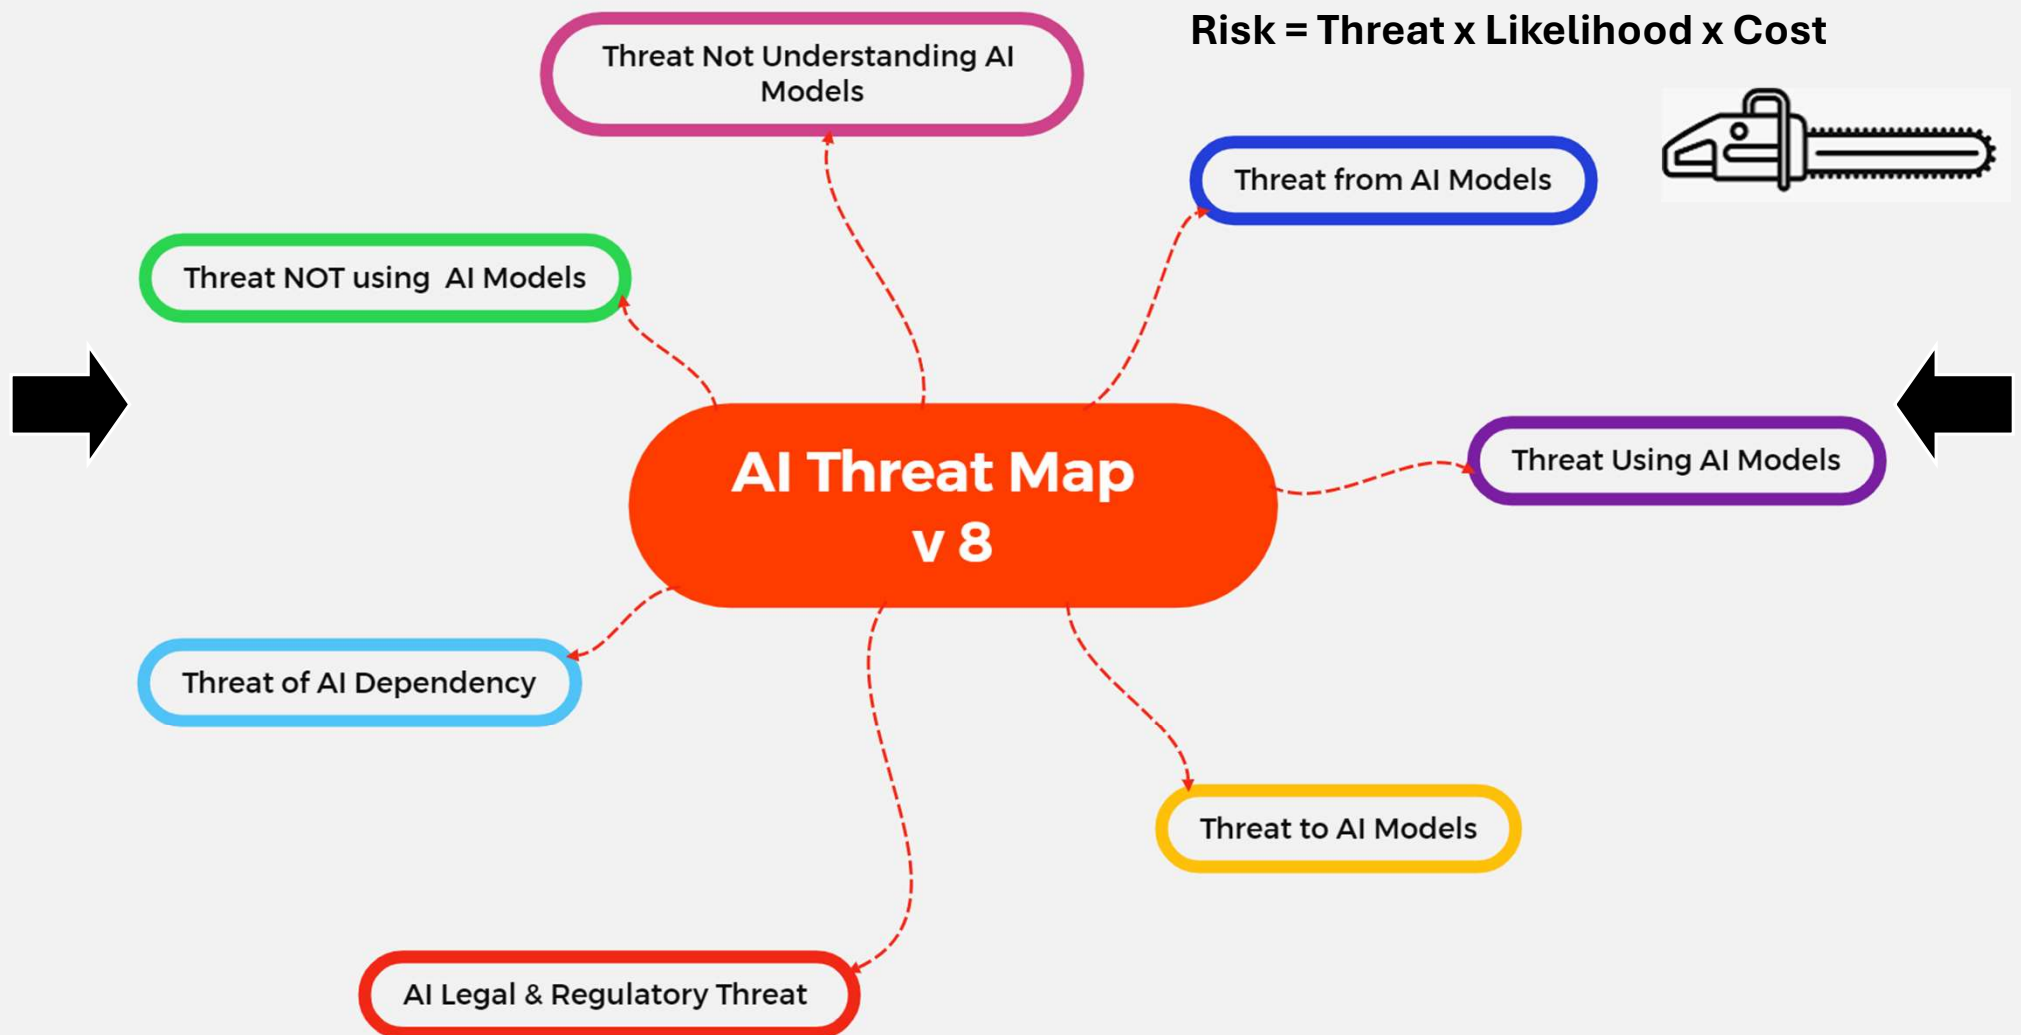 Risk = Threat x Likelihood x Cost
Threat Not Understanding AI
Models
Threat from AI Models
Threat NOT using  AI Models
AI Threat Map
v 8
Threat Using AI Models
Threat of AI Dependency
Threat to AI Models
AI Legal & Regulatory Threat